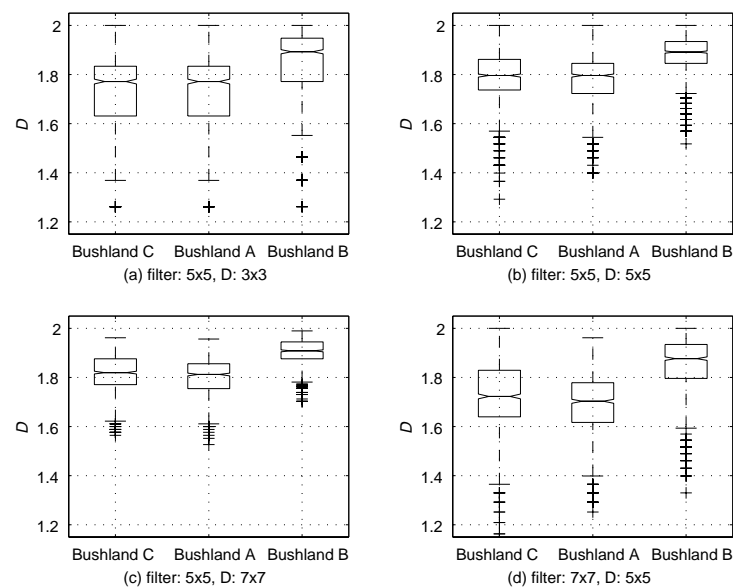 2
1.8
1.6
1.4
1.2
D
Bushland C Bushland A Bushland B
(a) filter: 5x5, D: 3x3
2
1.8
1.6
1.4
1.2
D
Bushland C Bushland A Bushland B
(b) filter: 5x5, D: 5x5
2
1.8
1.6
1.4
1.2
D
Bushland C Bushland A Bushland B
(c) filter: 5x5, D: 7x7
2
1.8
1.6
1.4
1.2
D
Bushland C Bushland A Bushland B
(d) filter: 7x7, D: 5x5